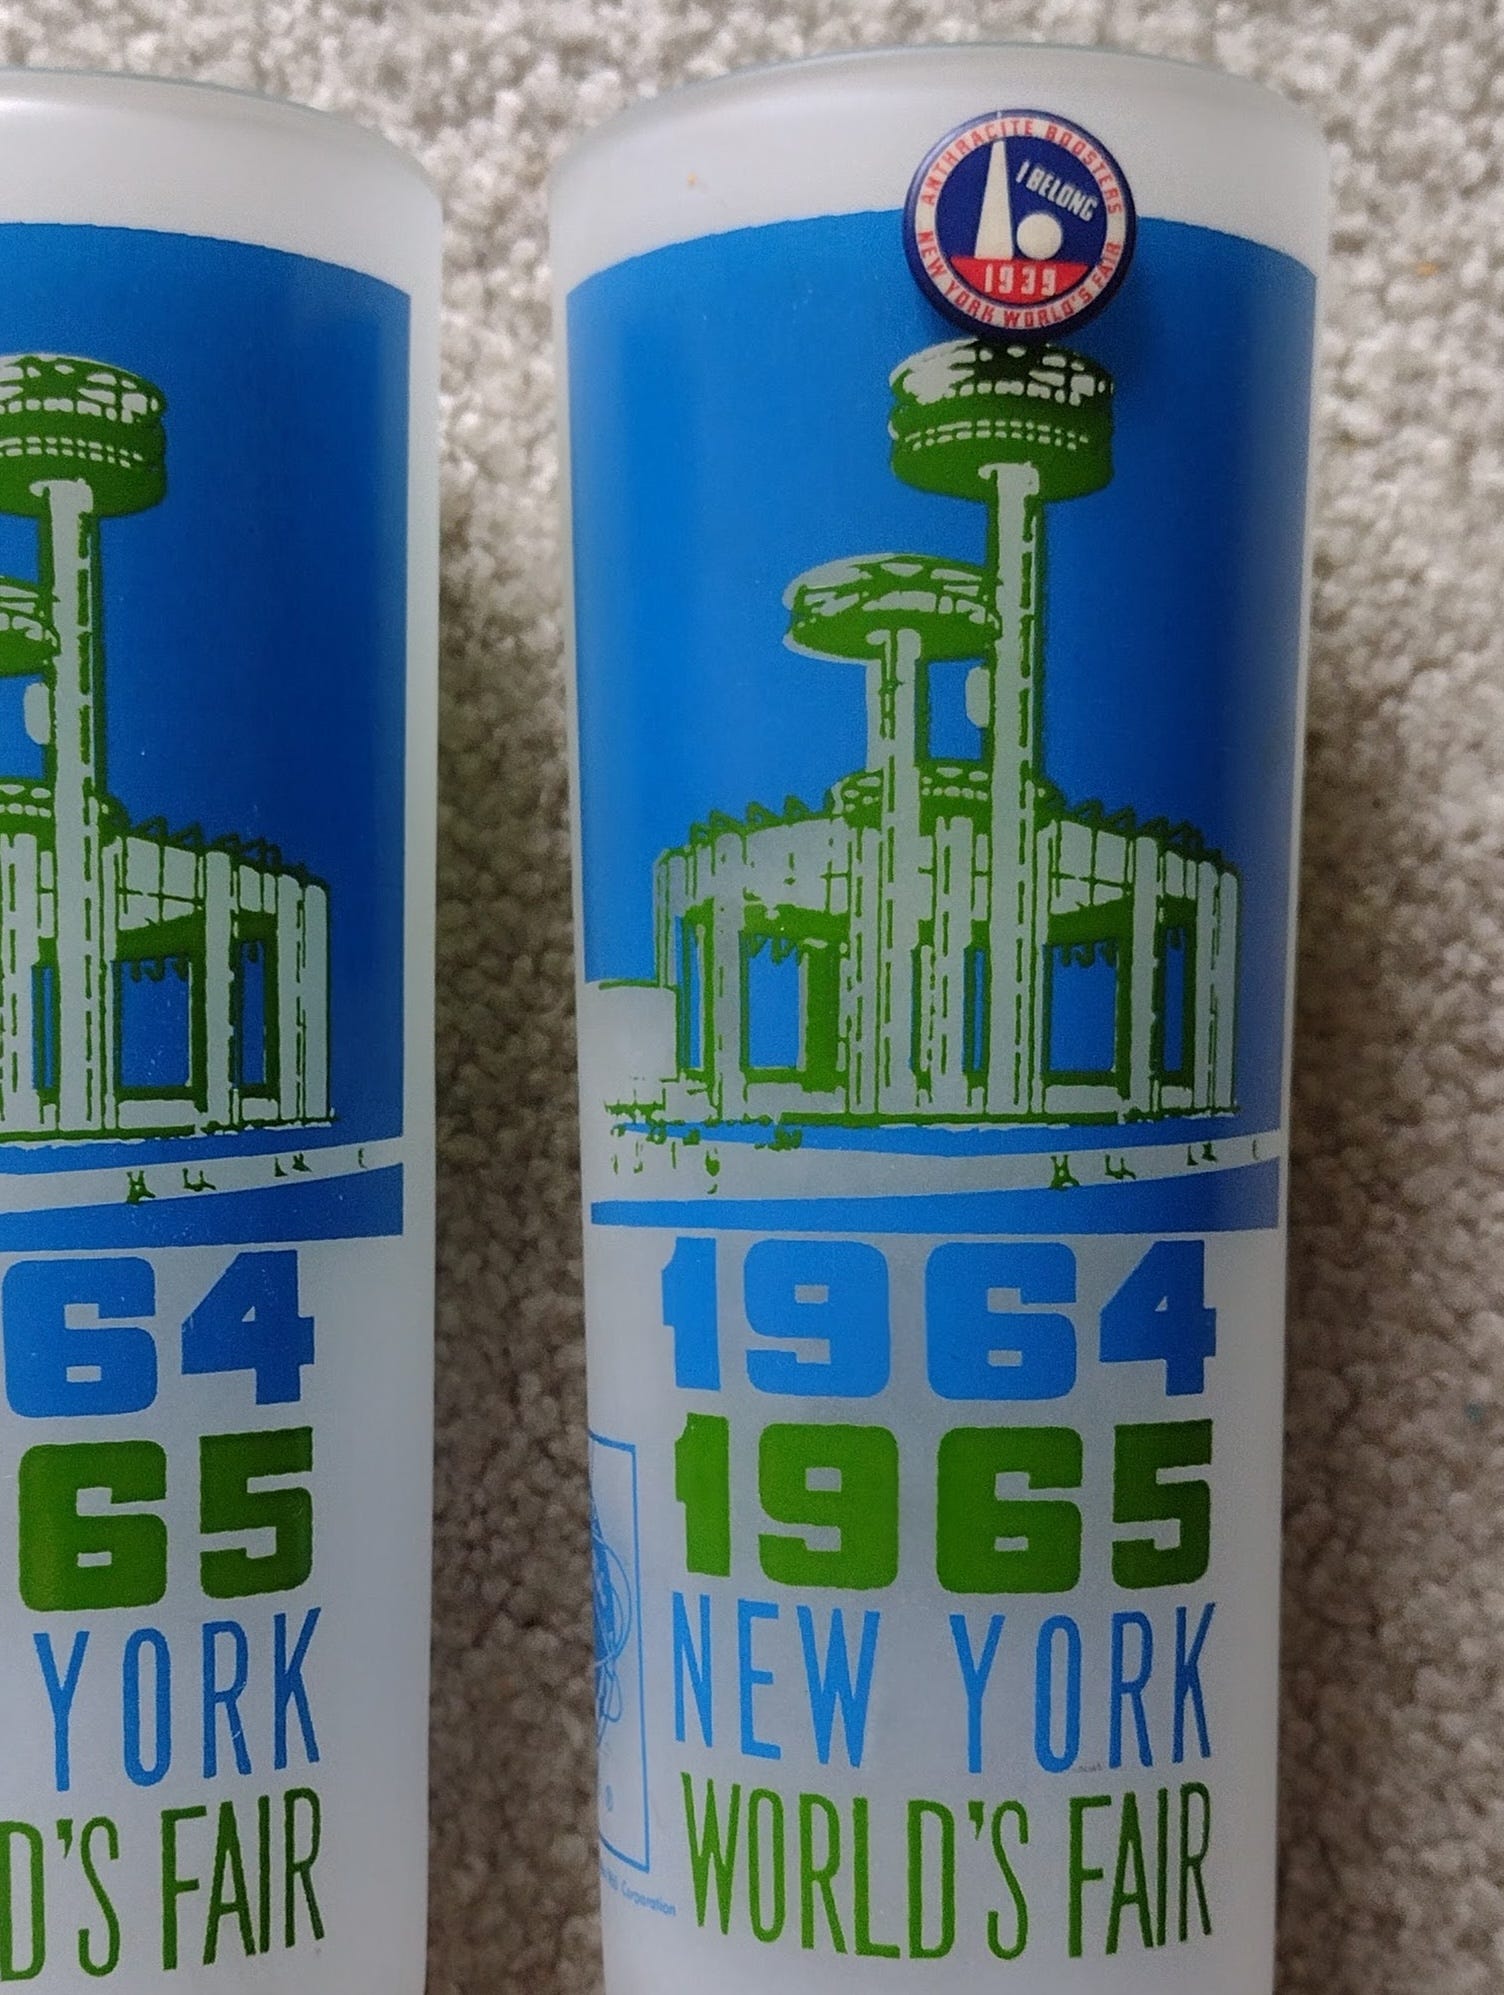 ANTHRACITE BOOSTERS
I BELONG
1939
NEW YORK WORLD'S FAIR
64
65
YORK
D'S FAIR
1964
1965
NEW YORK
WORLD'S FAIR
®
Corporation